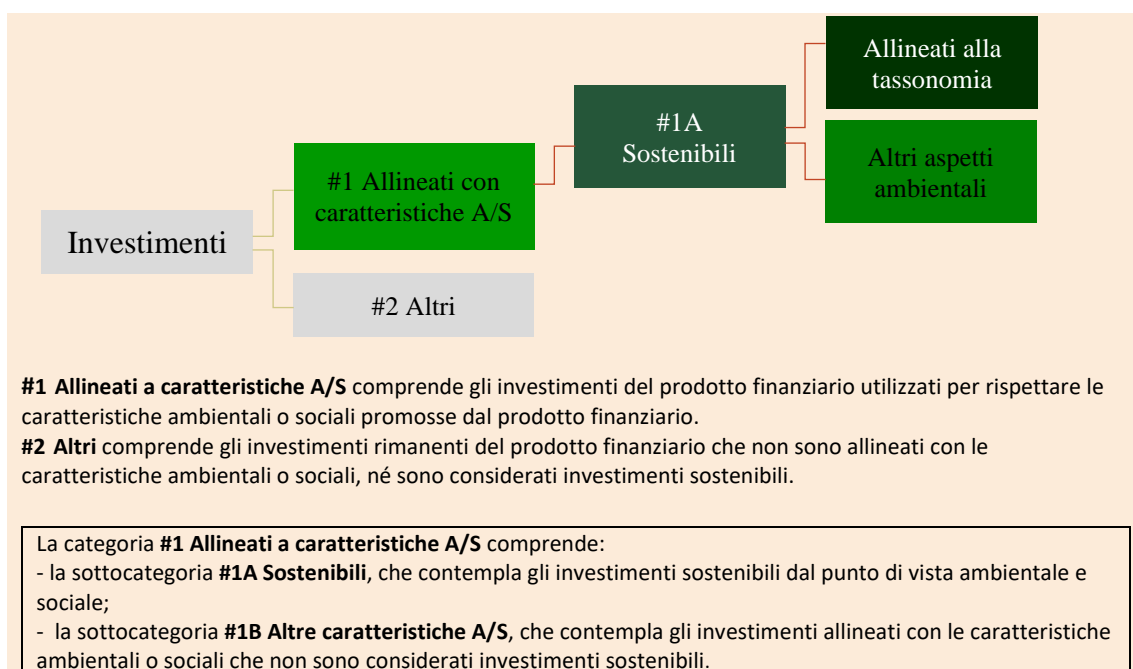 Allineati alla
tassonomia
#1A
Sostenibili
Altri aspetti
ambientali
#1 Allineati con
caratteristiche A/S
Investimenti
#2 Altri
#1 Allineati a caratteristiche A/S comprende gli investimenti del prodotto finanziario utilizzati per rispettare le
caratteristiche ambientali o sociali promosse dal prodotto finanziario.
#2 Altri comprende gli investimenti rimanenti del prodotto finanziario che non sono allineati con le
caratteristiche ambientali o sociali, né sono considerati investimenti sostenibili.
La categoria #1 Allineati a caratteristiche A/S comprende:
- la sottocategoria #1A Sostenibili, che contempla gli investimenti sostenibili dal punto di vista ambientale e
sociale;
- la sottocategoria #1B Altre caratteristiche A/S, che contempla gli investimenti allineati con le caratteristiche
ambientali o sociali che non sono considerati investimenti sostenibili.